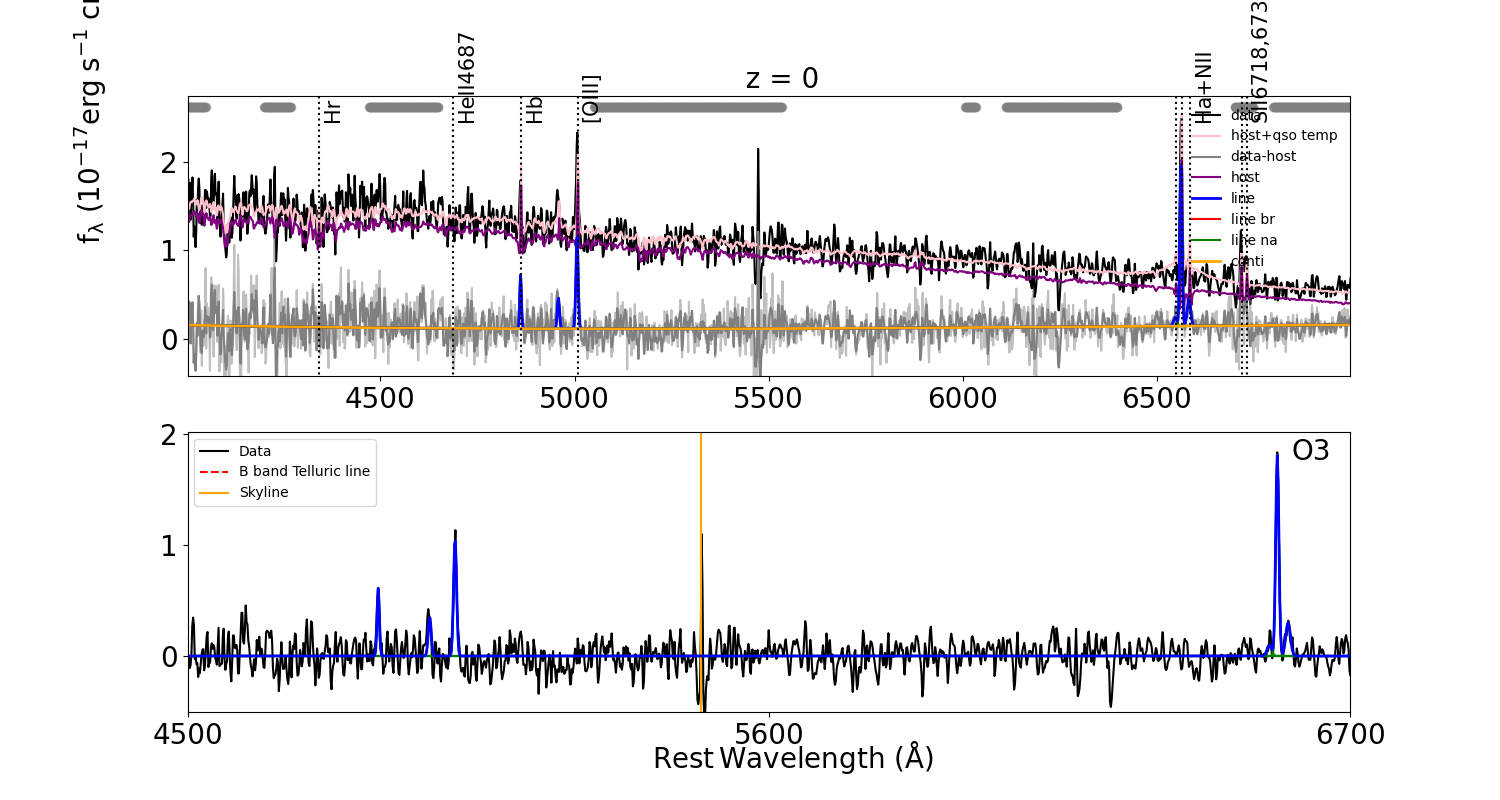 z = 0
fλ (10−17erg s−1 c
Hr
HeII4687
Hb
[OIII]
Ha+NII
SII6718,673
data
host+qso temp
data-host
host
line
line br
line na
conti
2
1
0
4500 5000 5500 6000 6500
Data
B band Telluric line
Skyline
O3
2
1
0
4500 5600 6700
Rest Wavelength (Å)